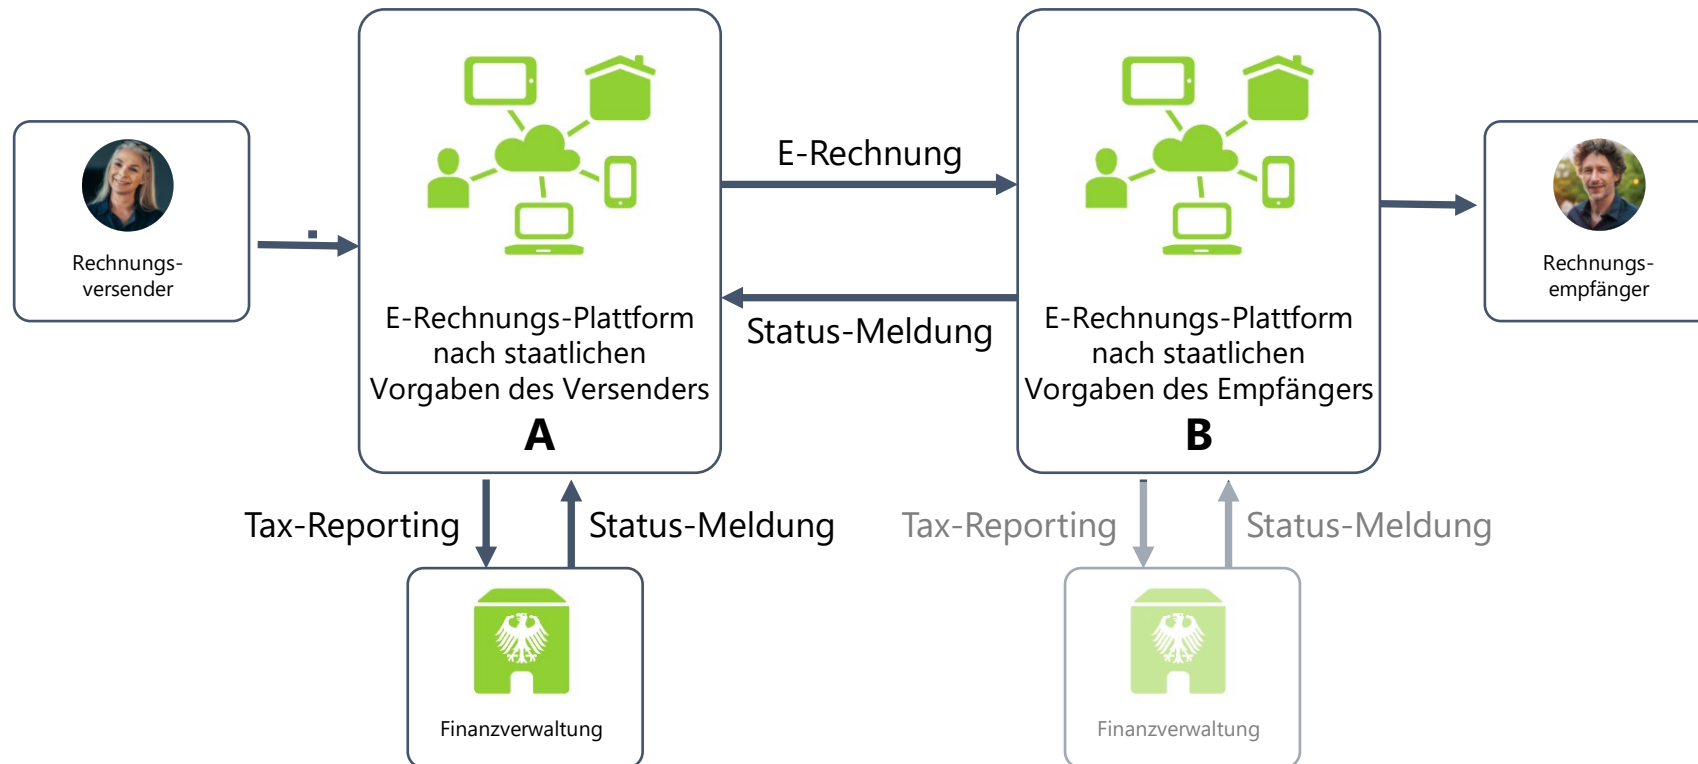 Rechnungs-
versender
E-Rechnungs-Plattform
nach staatlichen
Vorgaben des Versenders
A
E-Rechnung
Status-Meldung
E-Rechnungs-Plattform
nach staatlichen
Vorgaben des Empfängers
B
Rechnungs-
empfänger
Tax-Reporting
Status-Meldung
Finanzverwaltung
Tax-Reporting
Status-Meldung
Finanzverwaltung